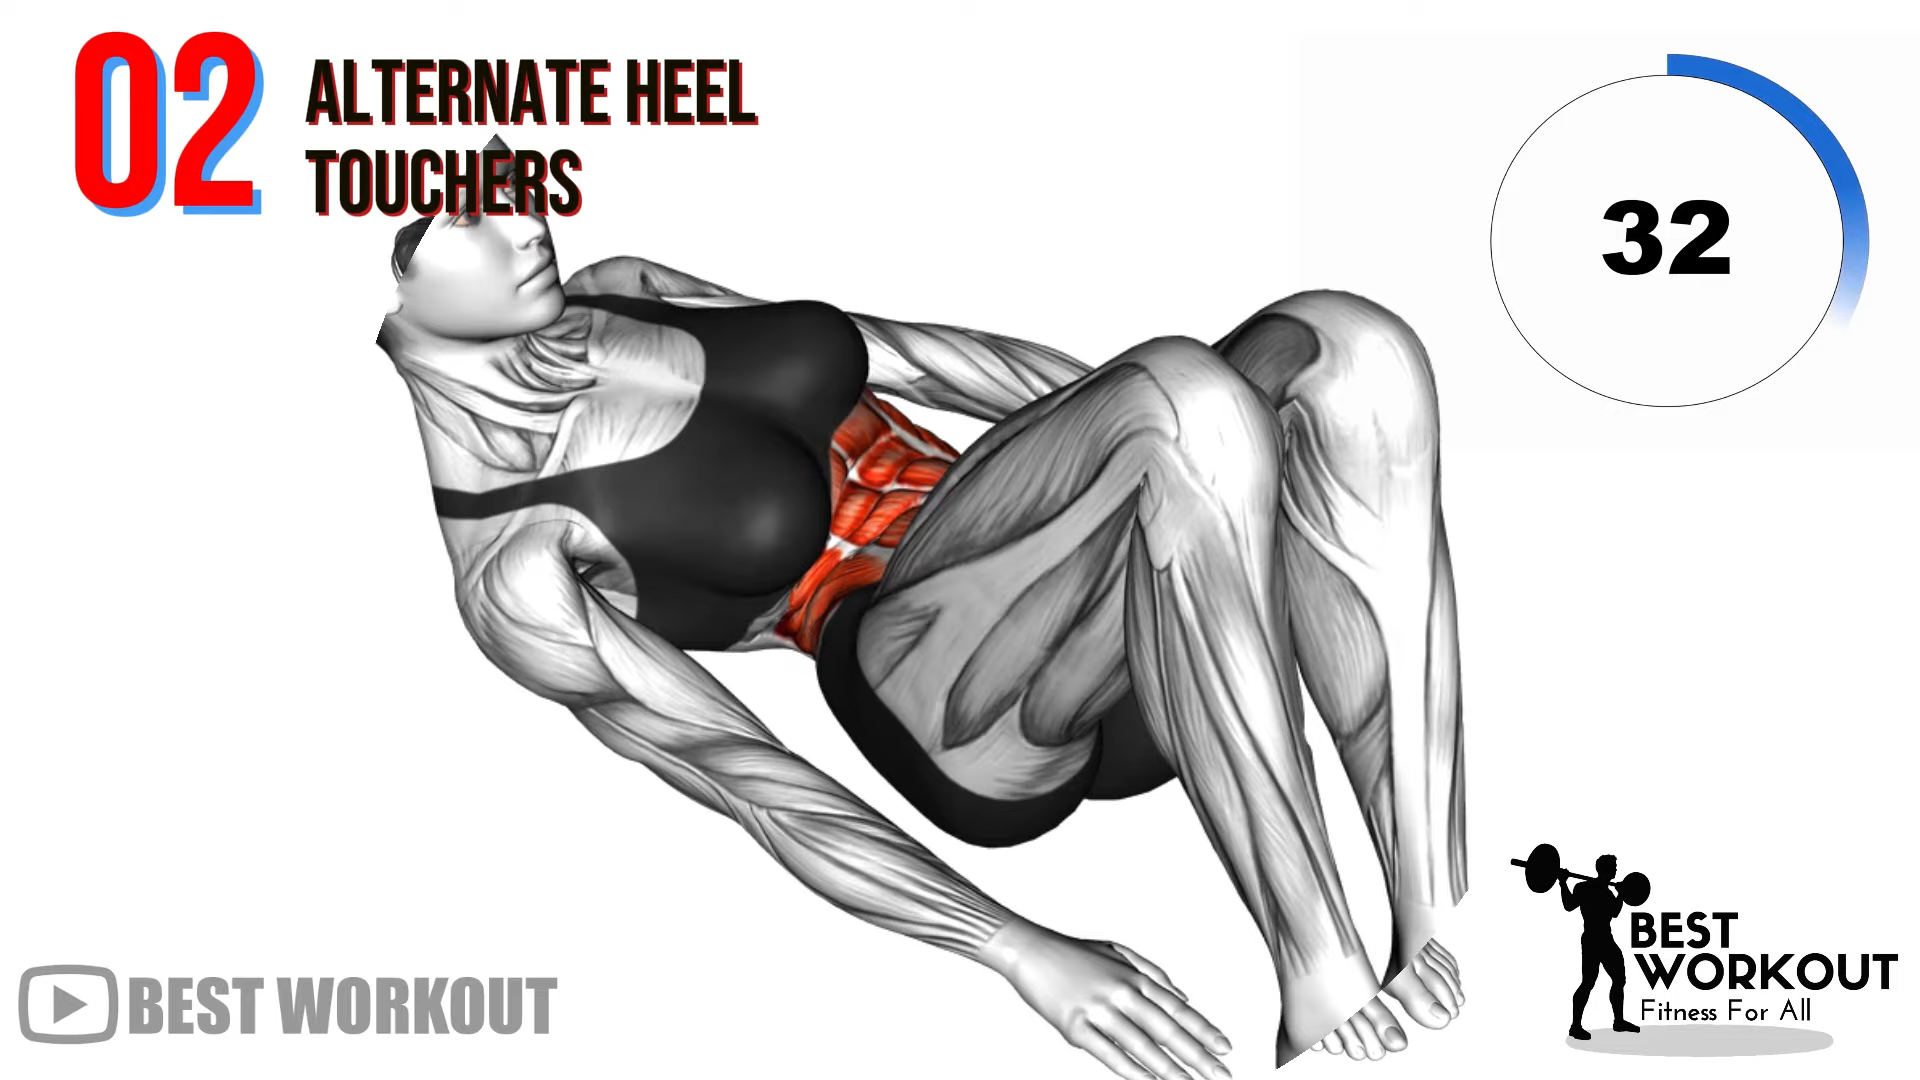 02
ALTERNATE HEEL
TOUCHERS
32
BEST WORKOUT
BEST
WORKOUT
Fitness For All